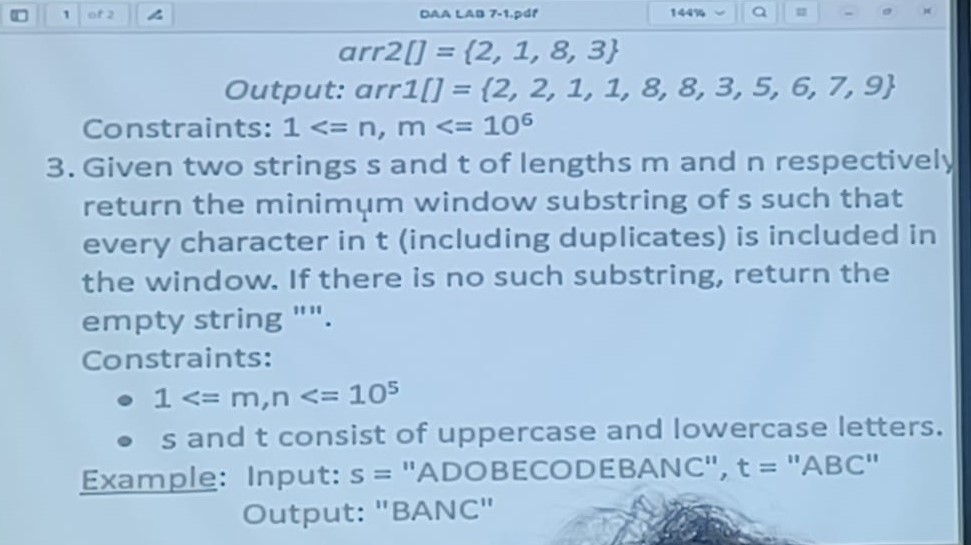 1 of 2 DAA LAB 7-1.pdf 144%
arr2[] = {2, 1, 8, 3}
Output: arr1[] = {2, 2, 1, 1, 8, 8, 3, 5, 6, 7, 9}
Constraints: 1 <= n, m <= 10⁶
3. Given two strings s and t of lengths m and n respectively
return the minimum window substring of s such that
every character in t (including duplicates) is included in
the window. If there is no such substring, return the
empty string "".
Constraints:
• 1 <= m,n <= 10⁵
• s and t consist of uppercase and lowercase letters.
Example: Input: s = "ADOBECODEBANC", t = "ABC"
Output: "BANC"